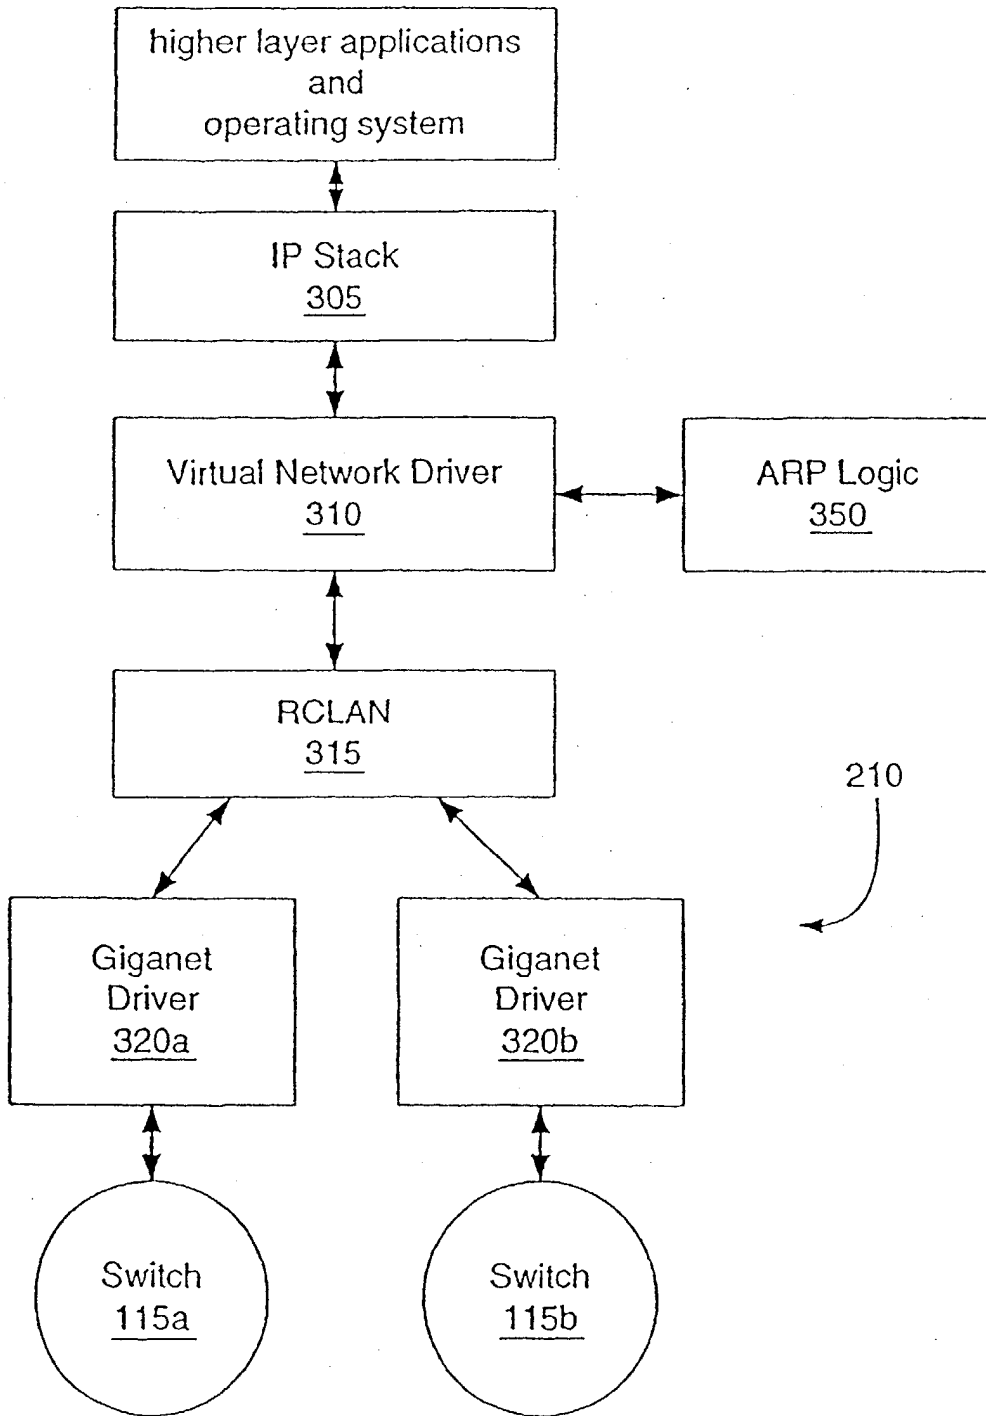 higher layer applications
and
operating system
IP Stack
305
Virtual Network Driver
310
ARP Logic
350
RCLAN
315
210
Giganet
Driver
320a
Giganet
Driver
320b
Switch
115a
Switch
115b